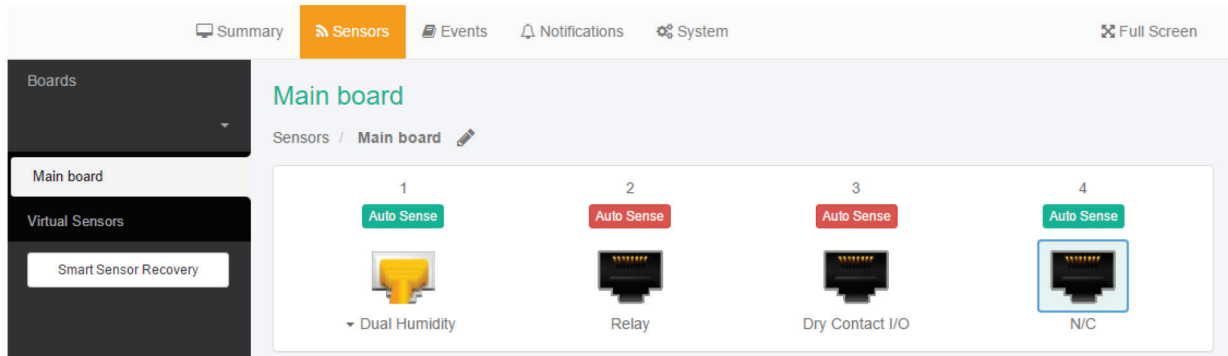 Summary Sensors Events Notifications System Full Screen
Boards
Main board
Sensors / Main board
Main board
Virtual Sensors
Smart Sensor Recovery
1 2 3 4
Auto Sense Auto Sense Auto Sense Auto Sense
Dual Humidity Relay Dry Contact I/O N/C